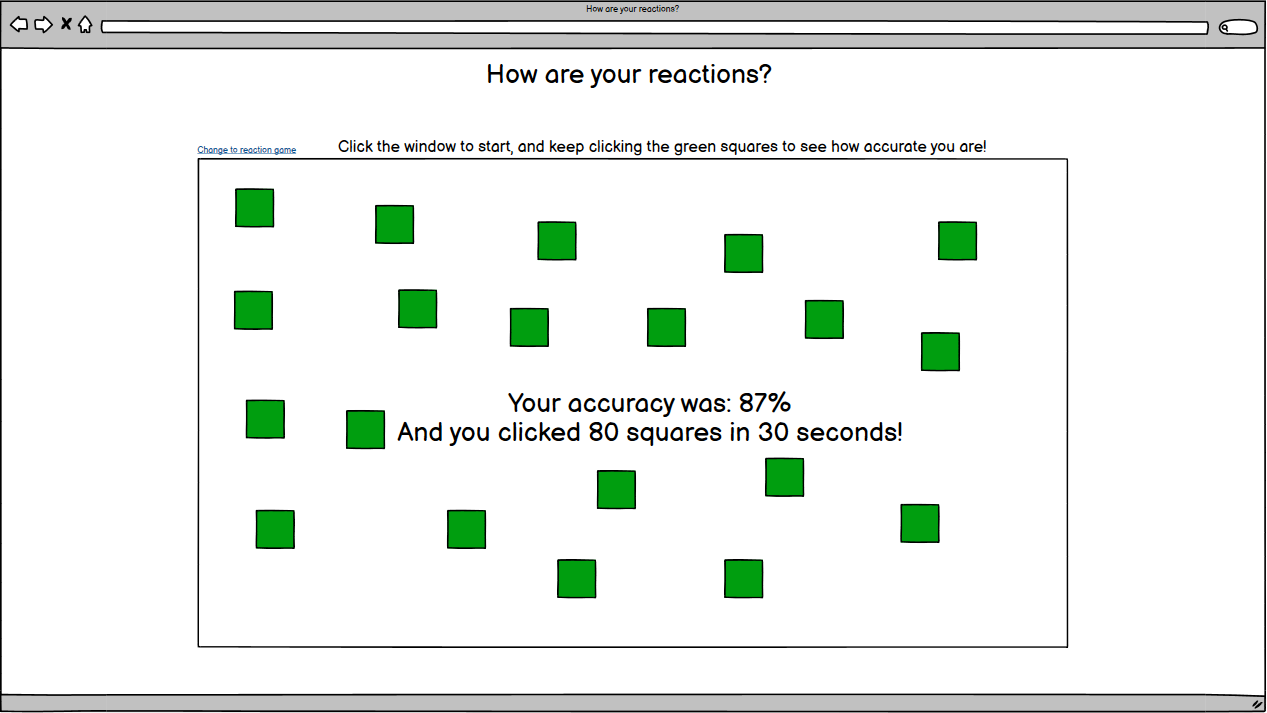 How are your reactions?
How are your reactions?
Change to reaction game
Click the window to start, and keep clicking the green squares to see how accurate you are!
Your accuracy was: 87%
And you clicked 80 squares in 30 seconds!